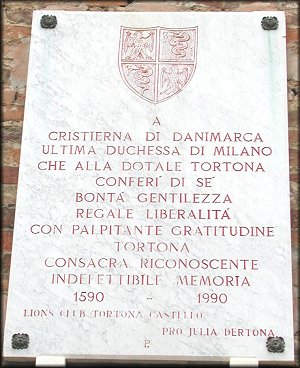 A
CRISTIERNA DI DANIMARCA
ULTIMA DUCHESSA DI MILANO
CHE ALLA DOTALE TORTONA
CONFERÌ DI SÈ
BONTÀ GENTILEZZA
REGALE LIBERALITÀ
CON PALPITANTE GRATITUDINE
TORTONA
CONSACRA RICONOSCENTE
INDEFETTIBILE MEMORIA
1590 - 1990
LIONS CLUB TORTONA CASTELLO
PRO JULIA DERTONA